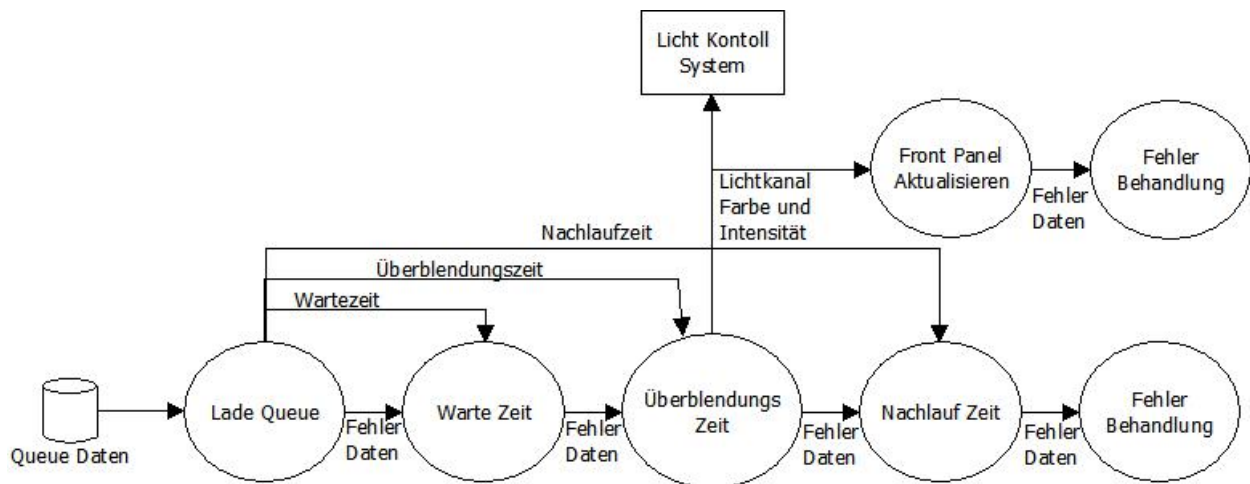 Licht Kontoll
System
Front Panel
Aktualisieren
Fehler
Behandlung
Lichtkanal
Farbe und
Intensität
Fehler
Daten
Nachlaufzeit
Überblendungszeit
Wartezeit
Queue Daten
Lade Queue
Fehler
Daten
Warte Zeit
Fehler
Daten
Überblendungs
Zeit
Fehler
Daten
Nachlauf Zeit
Fehler
Daten
Fehler
Behandlung